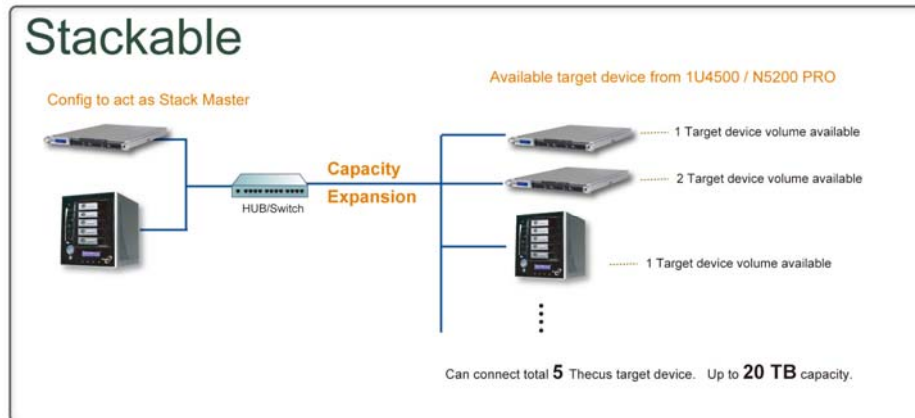 Stackable
Config to act as Stack Master
Available target device from 1U4500 / N5200 PRO
1 Target device volume available
2 Target device volume available
Capacity
Expansion
HUB/Switch
1 Target device volume available
Can connect total 5 Thecus target device. Up to 20 TB capacity.